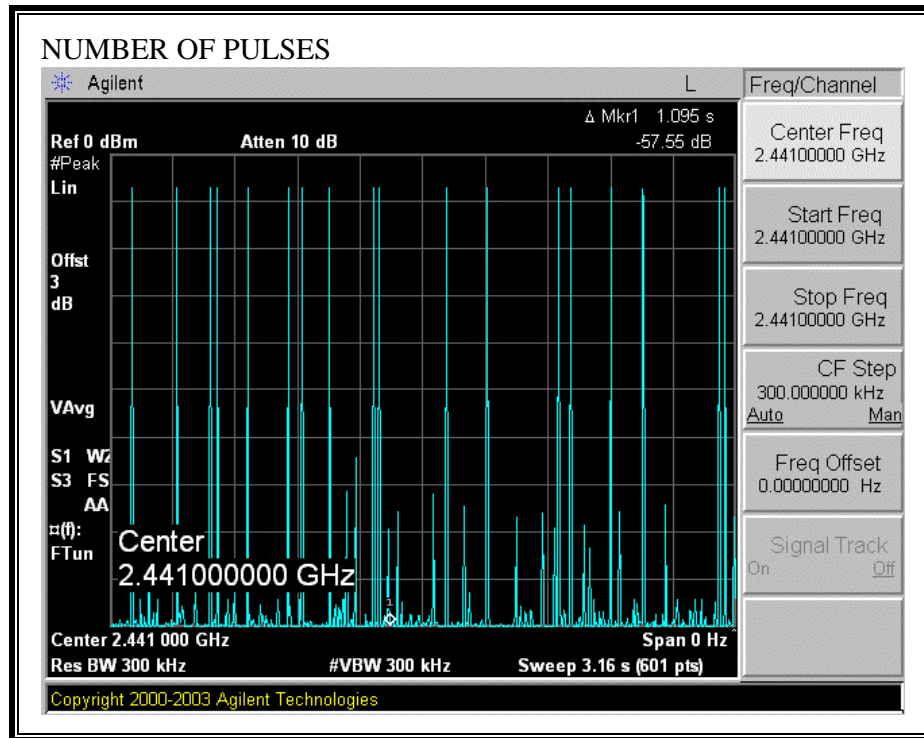 NUMBER OF PULSES
Agilent L Freq/Channel
Δ Mkr1 1.095 s
Ref 0 dBm Atten 10 dB -57.55 dB
#Peak
Lin
Offst
3
dB
VAvg
S1 W2
S3 FS
AA
¤(f):
FTun
Center
2.441000000 GHz
1
Center 2.441 000 GHz Span 0 Hz^
Res BW 300 kHz #VBW 300 kHz Sweep 3.16 s (601 pts)
Copyright 2000-2003 Agilent Technologies
Center Freq
2.44100000 GHz
Start Freq
2.44100000 GHz
Stop Freq
2.44100000 GHz
CF Step
300.000000 kHz
Auto Man
Freq Offset
0.00000000 Hz
Signal Track
On Off